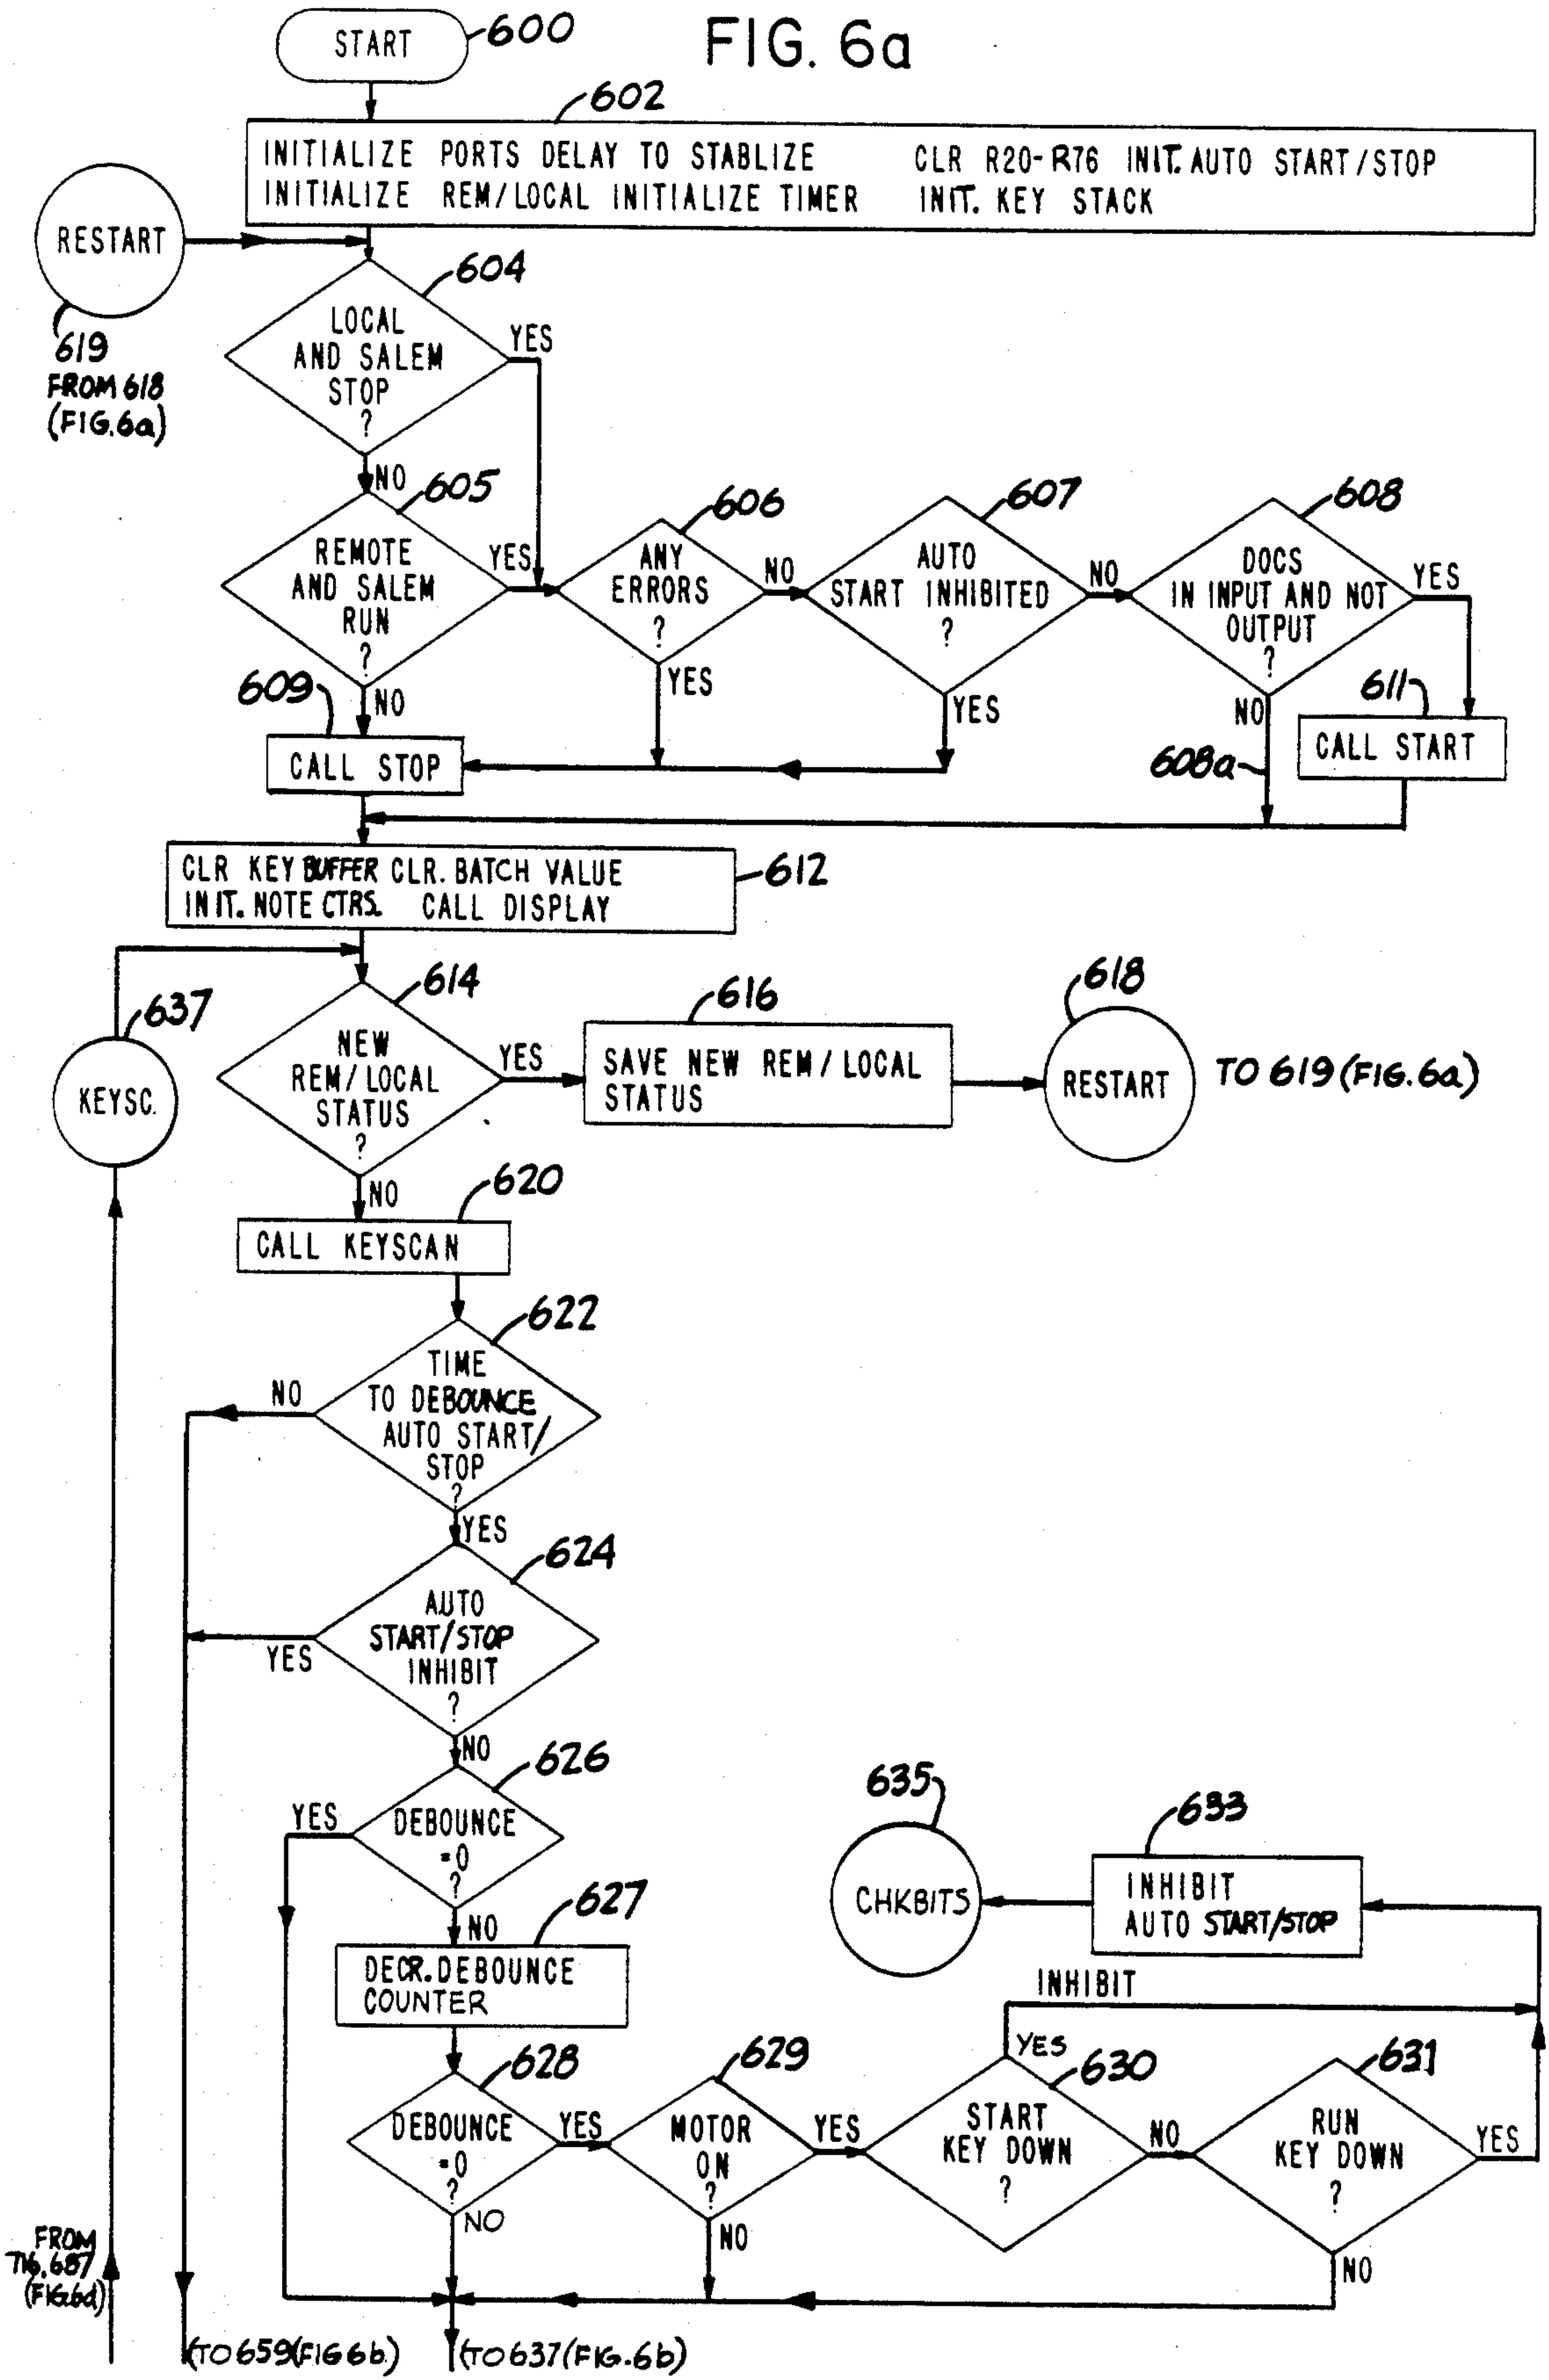 FIG. 6a
START
600
602
INITIALIZE PORTS DELAY TO STABLIZE CLR R20-R76 INIT. AUTO START/STOP
INITIALIZE REM/LOCAL INITIALIZE TIMER INIT. KEY STACK
RESTART
619
FROM 618
(FIG.6a)
604
LOCAL
AND SALEM
STOP
?
YES
NO
605
REMOTE
AND SALEM
RUN
?
YES
NO
606
ANY
ERRORS
?
NO
YES
607
AUTO
START INHIBITED
?
NO
YES
608
DOCS
IN INPUT AND NOT
OUTPUT
?
YES
NO
608a
609
CALL STOP
611
CALL START
CLR KEY BUFFER CLR. BATCH VALUE
INIT. NOTE CTRS. CALL DISPLAY
612
637
KEYSC.
614
NEW
REM/LOCAL
STATUS
?
YES
NO
616
SAVE NEW REM/LOCAL
STATUS
618
RESTART
TO 619 (FIG.6a)
620
CALL KEYSCAN
622
TIME
TO DEBOUNCE
AUTO START/
STOP
?
NO
YES
624
AUTO
START/STOP
INHIBIT
?
YES
NO
626
DEBOUNCE
=0
?
YES
NO
627
DECR. DEBOUNCE
COUNTER
635
CHKBITS
633
INHIBIT
AUTO START/STOP
INHIBIT
628
DEBOUNCE
=0
?
YES
NO
629
MOTOR
ON
?
YES
NO
630
START
KEY DOWN
?
YES
NO
631
RUN
KEY DOWN
?
YES
NO
FROM
716,687
(FIG.6d)
(TO 659(FIG 6b.)
(TO 637(FIG.6b)